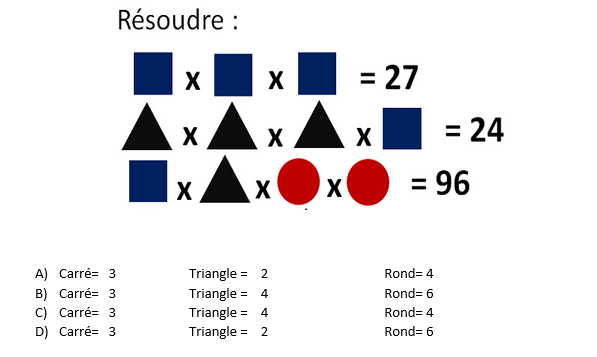 Résoudre :
x x = 27
x x x = 24
x x x = 96
A) Carré= 3 Triangle = 2 Rond= 4
B) Carré= 3 Triangle = 4 Rond= 6
C) Carré= 3 Triangle = 4 Rond= 4
D) Carré= 3 Triangle = 2 Rond= 6